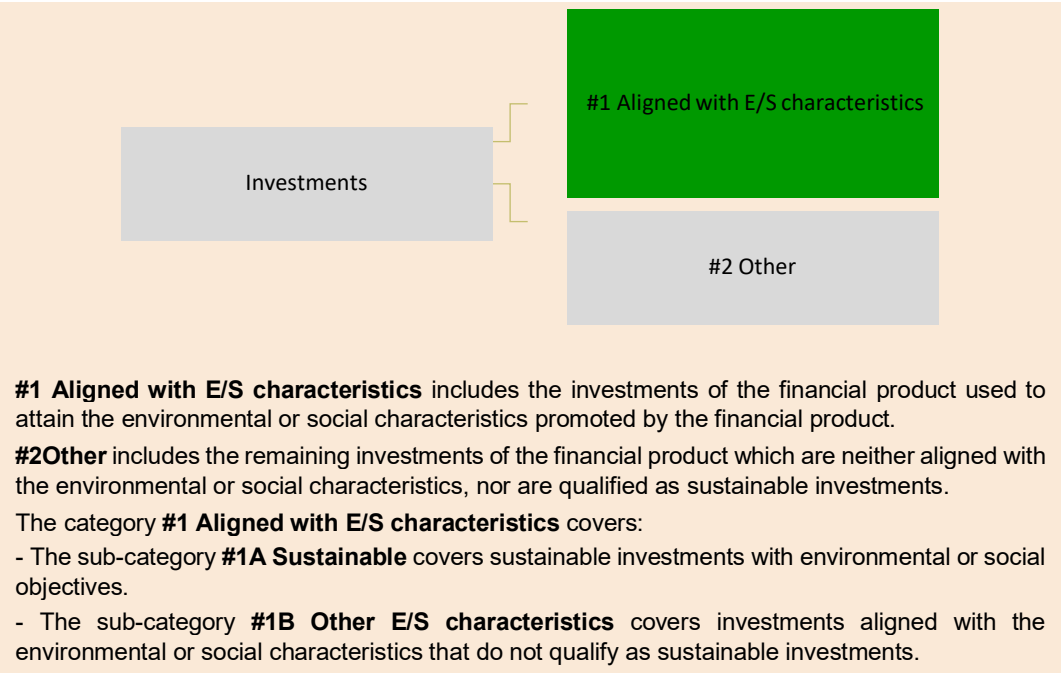 #1 Aligned with E/S characteristics
Investments
#2 Other
#1 Aligned with E/S characteristics includes the investments of the financial product used to
attain the environmental or social characteristics promoted by the financial product.
#2Other includes the remaining investments of the financial product which are neither aligned with
the environmental or social characteristics, nor are qualified as sustainable investments.
The category #1 Aligned with E/S characteristics covers:
- The sub-category #1A Sustainable covers sustainable investments with environmental or social
objectives.
- The sub-category #1B Other E/S characteristics covers investments aligned with the
environmental or social characteristics that do not qualify as sustainable investments.